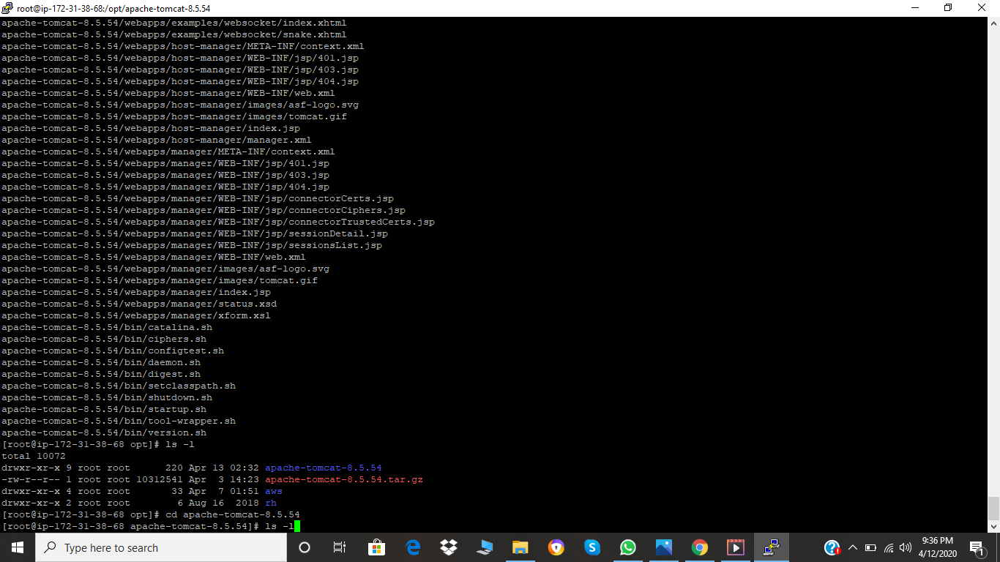 root@ip-172-31-38-68:/opt/apache-tomcat-8.5.54
apache-tomcat-8.5.54/webapps/examples/websocket/index.xhtml
apache-tomcat-8.5.54/webapps/examples/websocket/snake.xhtml
apache-tomcat-8.5.54/webapps/host-manager/META-INF/context.xml
apache-tomcat-8.5.54/webapps/host-manager/WEB-INF/jsp/401.jsp
apache-tomcat-8.5.54/webapps/host-manager/WEB-INF/jsp/403.jsp
apache-tomcat-8.5.54/webapps/host-manager/WEB-INF/jsp/404.jsp
apache-tomcat-8.5.54/webapps/host-manager/WEB-INF/web.xml
apache-tomcat-8.5.54/webapps/host-manager/images/asf-logo.svg
apache-tomcat-8.5.54/webapps/host-manager/images/tomcat.gif
apache-tomcat-8.5.54/webapps/host-manager/index.jsp
apache-tomcat-8.5.54/webapps/host-manager/manager.xml
apache-tomcat-8.5.54/webapps/manager/META-INF/context.xml
apache-tomcat-8.5.54/webapps/manager/WEB-INF/jsp/401.jsp
apache-tomcat-8.5.54/webapps/manager/WEB-INF/jsp/403.jsp
apache-tomcat-8.5.54/webapps/manager/WEB-INF/jsp/404.jsp
apache-tomcat-8.5.54/webapps/manager/WEB-INF/jsp/connectorCerts.jsp
apache-tomcat-8.5.54/webapps/manager/WEB-INF/jsp/connectorCiphers.jsp
apache-tomcat-8.5.54/webapps/manager/WEB-INF/jsp/connectorTrustedCerts.jsp
apache-tomcat-8.5.54/webapps/manager/WEB-INF/jsp/sessionDetail.jsp
apache-tomcat-8.5.54/webapps/manager/WEB-INF/jsp/sessionsList.jsp
apache-tomcat-8.5.54/webapps/manager/WEB-INF/web.xml
apache-tomcat-8.5.54/webapps/manager/images/asf-logo.svg
apache-tomcat-8.5.54/webapps/manager/images/tomcat.gif
apache-tomcat-8.5.54/webapps/manager/index.jsp
apache-tomcat-8.5.54/webapps/manager/status.xsd
apache-tomcat-8.5.54/webapps/manager/xform.xsl
apache-tomcat-8.5.54/bin/catalina.sh
apache-tomcat-8.5.54/bin/ciphers.sh
apache-tomcat-8.5.54/bin/configtest.sh
apache-tomcat-8.5.54/bin/daemon.sh
apache-tomcat-8.5.54/bin/digest.sh
apache-tomcat-8.5.54/bin/setclasspath.sh
apache-tomcat-8.5.54/bin/shutdown.sh
apache-tomcat-8.5.54/bin/startup.sh
apache-tomcat-8.5.54/bin/tool-wrapper.sh
apache-tomcat-8.5.54/bin/version.sh
[root@ip-172-31-38-68 opt]# ls -l
total 10072
drwxr-xr-x 9 root root      220 Apr 13 02:32 apache-tomcat-8.5.54
-rw-r--r-- 1 root root 10312541 Apr  3 14:23 apache-tomcat-8.5.54.tar.gz
drwxr-xr-x 4 root root       33 Apr  7 01:51 aws
drwxr-xr-x 2 root root        6 Aug 16  2018 rh
[root@ip-172-31-38-68 opt]# cd apache-tomcat-8.5.54
[root@ip-172-31-38-68 apache-tomcat-8.5.54]# ls -l
Type here to search
9:36 PM
4/12/2020
1